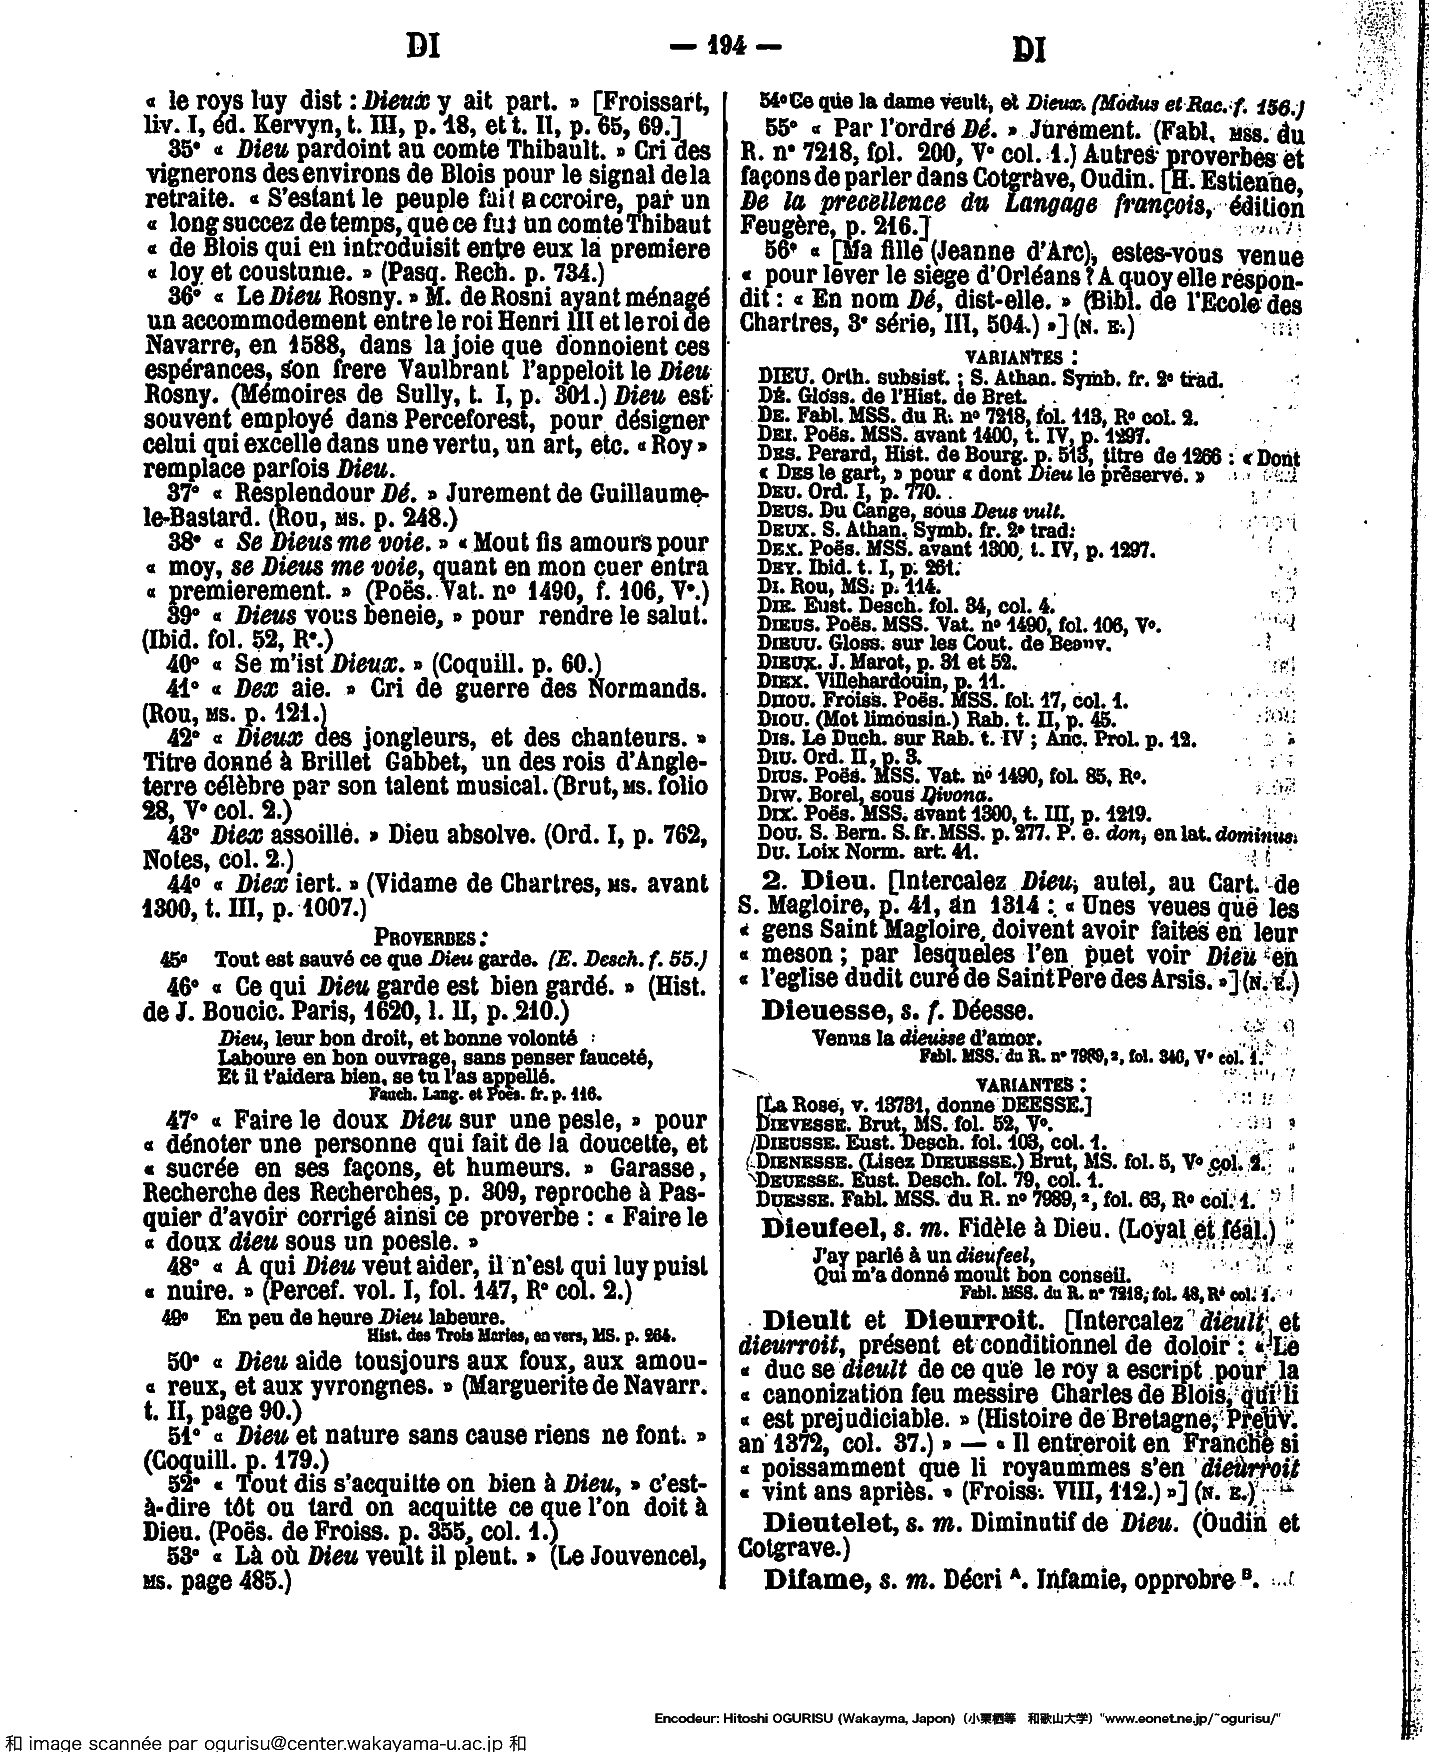 DI
— 194 —
DI
« le roys luy dist : Dieux y ait part. » [Froissart,
liv. I, éd. Kervyn, t. III, p. 18, et t. II, p. 65, 69.]
35° « Dieu pardoint au comte Thibault. » Cri des
vignerons des environs de Blois pour le signal de la
retraite. « S'estant le peuple fait accroire, par un
« long succez de temps, que ce fut un comte Thibaut
« de Blois qui en introduisit entre eux la premiere
« loy et coustume. » (Pasq. Rech. p. 734.)
36° « Le Dieu Rosny. » M. de Rosni ayant ménagé
un accommodement entre le roi Henri III et le roi de
Navarre, en 1588, dans la joie que donnoient ces
espérances, son frere Vaulbrant l'appeloit le Dieu
Rosny. (Mémoires de Sully, t. I, p. 301.) Dieu est
souvent employé dans Perceforest, pour désigner
celui qui excelle dans une vertu, un art, etc. « Roy »
remplace parfois Dieu.
37° « Resplendour Dé. » Jurement de Guillaume-
le-Bastard. (Rou, MS. p. 248.)
38° « Se Dieus me voie. » « Mout fis amours pour
« moy, se Dieus me voie, quant en mon cuer entra
« premierement. » (Poës. Vat. n° 1490, f. 106, V°.)
39° « Dieus vous beneie, » pour rendre le salut.
(Ibid. fol. 52, R°.)
40° « Se m'ist Dieux. » (Coquill. p. 60.)
41° « Dex aie. » Cri de guerre des Normands.
(Rou, MS. p. 121.)
42° « Dieux des jongleurs, et des chanteurs. »
Titre donné à Brillet Gabbet, un des rois d'Angle-
terre célèbre par son talent musical. (Brut, MS. folio
28, V° col. 2.)
43° Diex assoille. » Dieu absolve. (Ord. I, p. 762,
Notes, col. 2.)
44° « Diex iert. » (Vidame de Chartres, MS. avant
1300, t. III, p. 1007.)
PROVERBES :
45° Tout est sauvé ce que Dieu garde. (E. Desch. f. 55.)
46° « Ce qui Dieu garde est bien gardé. » (Hist.
de J. Boucic. Paris, 1620, l. II, p. 210.)
Dieu, leur bon droit, et bonne volonté :
Laboure en bon ouvrage, sans penser fauceté,
Et il t'aidera bien, se tu l'as appellé.
Fauch. Lang. et Poës. fr. p. 116.
47° « Faire le doux Dieu sur une pesle, » pour
« dénoter une personne qui fait de la doucette, et
« sucrée en ses façons, et humeurs. » Garasse,
Recherche des Recherches, p. 309, reproche à Pas-
quier d'avoir corrigé ainsi ce proverbe : « Faire le
« doux dieu sous un poesle. »
48° « A qui Dieu veut aider, il n'est qui luy puist
« nuire. » (Percef. vol. I, fol. 147, R° col. 2.)
49° En peu de heure Dieu labeure.
Hist. des Trois Maries, en vers, MS. p. 264.
50° « Dieu aide tousjours aux foux, aux amou-
« reux, et aux yvrongnes. » (Marguerite de Navarr.
t. II, page 90.)
51° « Dieu et nature sans cause riens ne font. »
(Coquill. p. 179.)
52° « Tout dis s'acquitte on bien à Dieu, » c'est-
à-dire tôt ou tard on acquitte ce que l'on doit à
Dieu. (Poës. de Froiss. p. 355, col. 1.)
53° « Là où Dieu veult il pleut. » (Le Jouvencel,
MS. page 485.)
54° Ce que la dame veult, et Dieux. (Modus et Rac. f. 156.)
55° « Par l'ordré Dé. » Jurement. (Fabl. MSS. du
R. n° 7218, fol. 200, V° col. 1.) Autres proverbes et
façons de parler dans Cotgrave, Oudin. [H. Estienne,
De la precellence du Langage françois, édition
Feugère, p. 216.]
56° « [Ma fille (Jeanne d'Arc), estes-vous venue
« pour lever le siege d'Orléans ? A quoy elle respon-
dit : « En nom Dé, dist-elle. » (Bibl. de l'Ecole des
Chartres, 3e série, III, 504.) »] (N. E.)
VARIANTES :
DIEU. Orth. subsist. ; S. Athan. Symb. fr. 2e trad.
DÉ. Gloss. de l'Hist. de Bret.
DE. Fabl. MSS. du R. n° 7218, fol. 113, R° col. 2.
DEI. Poës. MSS. avant 1400, t. IV, p. 1297.
DES. Perard, Hist. de Bourg. p. 513, titre de 1266 : « Dont
« DES le gart, » pour « dont Dieu le préserve. »
DEU. Ord. I, p. 770.
DEUS. Du Cange, sous Deus vult.
DEUX. S. Athan. Symb. fr. 2e trad.
DEX. Poës. MSS. avant 1300, t. IV, p. 1297.
DEY. Ibid. t. I, p. 261.
DI. Rou, MS. p. 114.
DIE. Eust. Desch. fol. 34, col. 4.
DIEUS. Poës. MSS. Vat. n° 1490, fol. 106, V°.
DIEUU. Gloss. sur les Cout. de Beauv.
DIEUX. J. Marot, p. 31 et 52.
DIEX. Villehardouin, p. 11.
DIIOU. Froiss. Poës. MSS. fol. 17, col. 1.
DIOU. (Mot limousin.) Rab. t. II, p. 45.
DIS. Le Duch. sur Rab. t. IV ; Anc. Prol. p. 12.
DIU. Ord. II, p. 3.
DIUS. Poës. MSS. Vat. n° 1490, fol. 85, R°.
DIW. Borel, sous Divona.
DIX. Poës. MSS. avant 1300, t. III, p. 1219.
DOU. S. Bern. S. fr. MSS. p. 277. P. e. don, en lat. dominus.
DU. Loix Norm. art. 41.
2. Dieu. [Intercalez Dieu, autel, au Cart. de
S. Magloire, p. 41, an 1314 : « Unes veues que les
« gens Saint Magloire, doivent avoir faites en leur
« meson ; par lesqueles l'en puet voir Dieu en
« l'eglise dudit curé de Saint Pere des Arsis. »] (N. E.)
Dieuesse, s. f. Déesse.
Venus la dieusse d'amor.
Fabl. MSS. du R. n° 7989, 2, fol. 346, V° col. 1.
VARIANTES :
[La Rose, v. 13731, donne DEESSE.]
DIEVESSE. Brut, MS. fol. 52, V°.
DIEUSSE. Eust. Desch. fol. 103, col. 1.
DIENESSE. (Lisez DIEUESSE.) Brut, MS. fol. 5, V° col. 2.
DEUESSE. Eust. Desch. fol. 79, col. 1.
DUESSE. Fabl. MSS. du R. n° 7989, 2, fol. 63, R° col. 1.
Dieufeel, s. m. Fidèle à Dieu. (Loyal et féal.)
J'ay parlé à un dieufeel,
Qui m'a donné moult bon conseil.
Fabl. MSS. du R. n° 7218, fol. 48, R° col. 1.
Dieult et Dieurroit. [Intercalez dieult et
dieurroit, présent et conditionnel de doloir : « Le
« duc se dieult de ce que le roy a escript pour la
« canonization feu messire Charles de Blois, qui li
« est prejudiciable. » (Histoire de Bretagne, Preuv.
an 1372, col. 37.) » — « Il entreroit en Franche si
« poissamment que li royaummes s'en dieurroit
« vint ans apriès. » (Froiss. VIII, 112.) »] (N. E.)
Dieutelet, s. m. Diminutif de Dieu. (Oudin et
Cotgrave.)
Difame, s. m. Décri A. Infamie, opprobre B.
Encodeur: Hitoshi OGURISU (Wakayma, Japon) (小栗栖等 和歌山大学) "www.eonet.ne.jp/~ogurisu/"
和 image scannée par ogurisu@center.wakayama-u.ac.jp 和